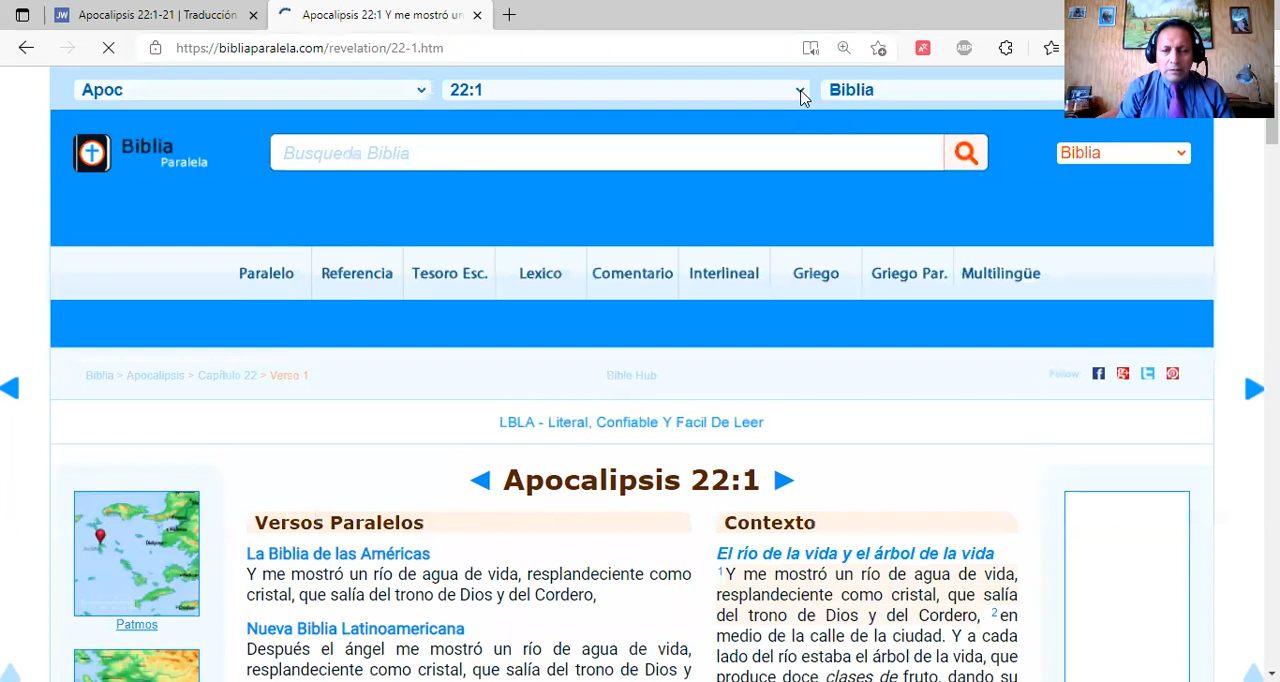 JW Apocalipsis 22:1-21 | Traducción
Apocalipsis 22:1 Y me mostró un
https://bibliaparalela.com/revelation/22-1.htm
ABP
Apoc
22:1
Biblia
Biblia
Paralela
Busqueda Biblia
Biblia
Paralelo
Referencia
Tesoro Esc.
Lexico
Comentario
Interlineal
Griego
Griego Par.
Multilingüe
Biblia > Apocalipsis > Capítulo 22 > Verso 1
Bible Hub
Follow
LBLA - Literal, Confiable Y Facil De Leer
Apocalipsis 22:1
Patmos
Versos Paralelos
La Biblia de las Américas
Y me mostró un río de agua de vida, resplandeciente como
cristal, que salía del trono de Dios y del Cordero,
Nueva Biblia Latinoamericana
Después el ángel me mostró un río de agua de vida,
resplandeciente como cristal, que salía del trono de Dios y
Contexto
El río de la vida y el árbol de la vida
1Y me mostró un río de agua de vida,
resplandeciente como cristal, que salía
del trono de Dios y del Cordero, 2en
medio de la calle de la ciudad. Y a cada
lado del río estaba el árbol de la vida, que
produce doce clases de fruto, dando su